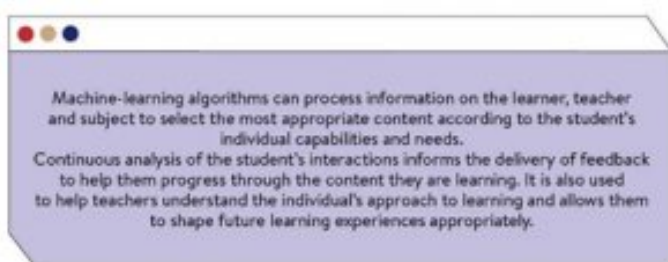 Machine-learning algorithms can process information on the learner, teacher
and subject to select the most appropriate content according to the student's
individual capabilities and needs.
Continuous analysis of the student's interactions informs the delivery of feedback
to help them progress through the content they are learning. It is also used
to help teachers understand the individual's approach to learning and allows them
to shape future learning experiences appropriately.